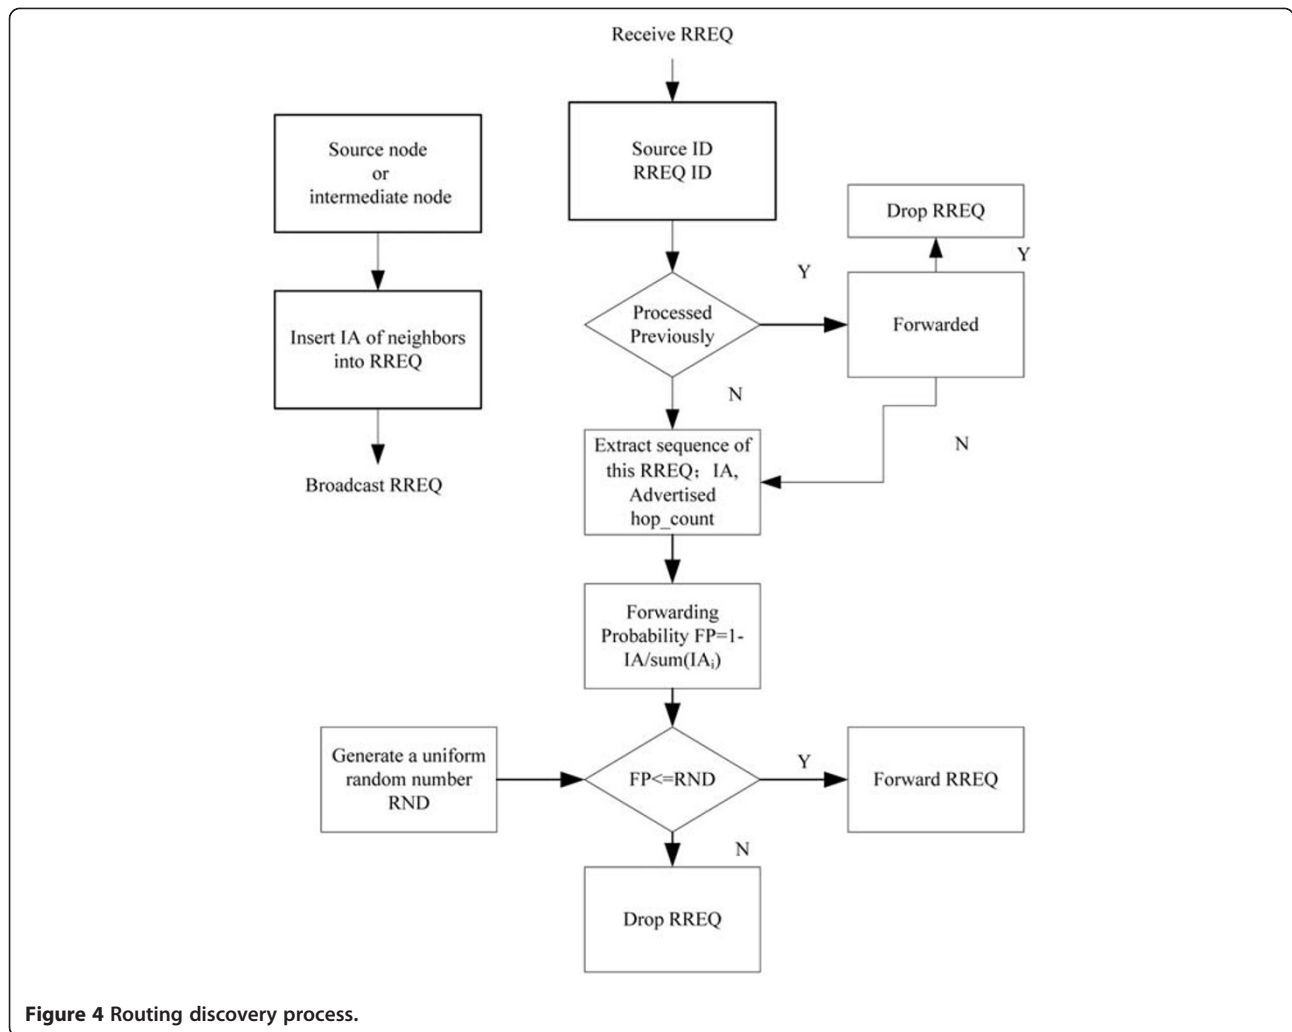 Receive RREQ
Source node
or
intermediate node
Insert IA of neighbors
into RREQ
Broadcast RREQ
Source ID
RREQ ID
Drop RREQ
Y
Y
Processed
Previously
Forwarded
N
N
Extract sequence of
this RREQ；IA,
Advertised
hop_count
Forwarding
Probability FP=1-
IA/sum(IAi)
Generate a uniform
random number
RND
FP<=RND
Y
Forward RREQ
N
Drop RREQ
Figure 4 Routing discovery process.